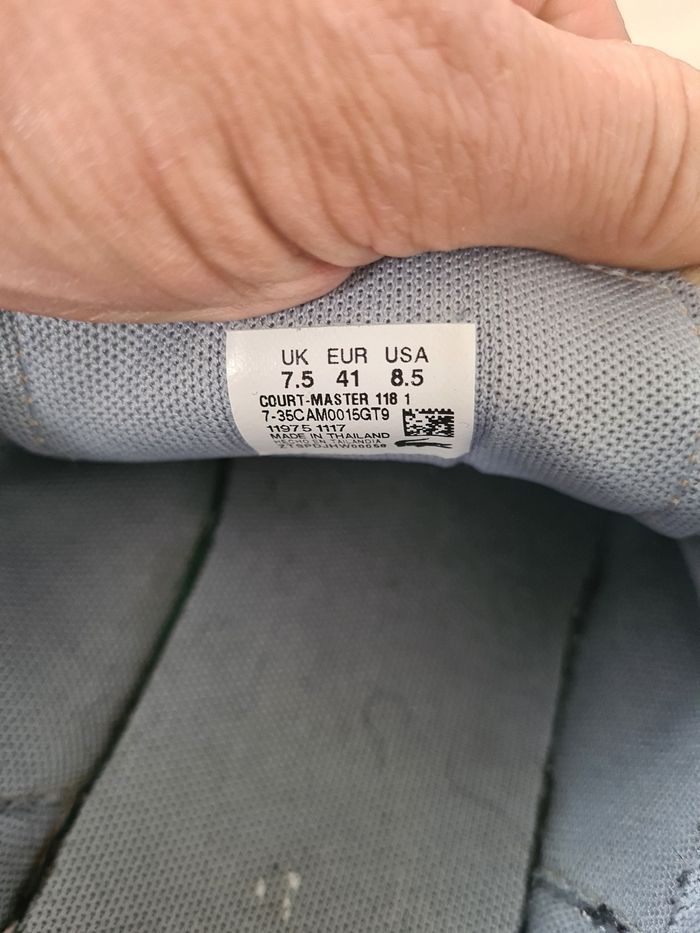 UK EUR USA
7.5 41 8.5
COURT-MASTER 118 1
7-35CAM0015GT9
11975 1117
MADE IN THAILAND
HECHO EN TAILANDIA